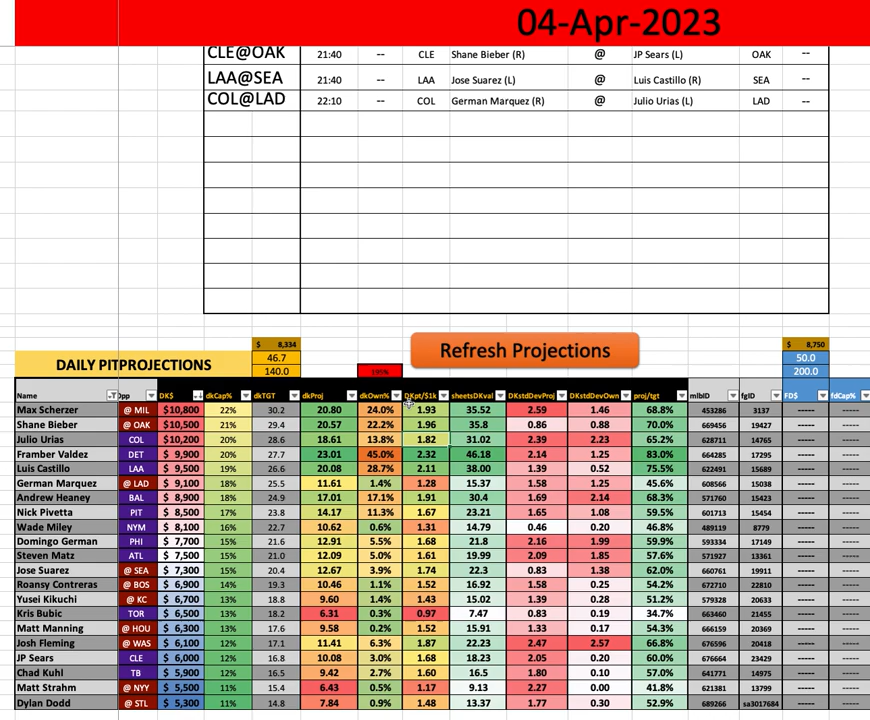 04-Apr-2023
CLE@OAK 21:40 -- CLE Shane Bieber (R) @ JP Sears (L) OAK --
LAA@SEA 21:40 -- LAA Jose Suarez (L) @ Luis Castillo (R) SEA --
COL@LAD 22:10 -- COL German Marquez (R) @ Julio Urias (L) LAD --
$ 8,334 Refresh Projections $ 8,750
DAILY PITPROJECTIONS 46.7 50.0
140.0 195% 200.0
Name Opp DK$ dkCap% dkTGT dkProj dkOwn% DKpt/$1k sheetsDKval DKstdDevProj DKstdDevOwn proj/tgt mlbID fgID FD$ fdCap%
Max Scherzer @ MIL $10,800 22% 30.2 20.80 24.0% 1.93 35.52 2.59 1.46 68.8% 453286 3137 ----- -----
Shane Bieber @ OAK $10,500 21% 29.4 20.57 22.2% 1.96 35.8 0.86 0.88 70.0% 669456 19427 ----- -----
Julio Urias COL $10,200 20% 28.6 18.61 13.8% 1.82 31.02 2.39 2.23 65.2% 628711 14765 ----- -----
Framber Valdez DET $ 9,900 20% 27.7 23.01 45.0% 2.32 46.18 2.14 1.25 83.0% 664285 17295 ----- -----
Luis Castillo LAA $ 9,500 19% 26.6 20.08 28.7% 2.11 38.00 1.39 0.52 75.5% 622491 15689 ----- -----
German Marquez @ LAD $ 9,100 18% 25.5 11.61 1.4% 1.28 15.37 1.58 1.25 45.6% 608566 15038 ----- -----
Andrew Heaney BAL $ 8,900 18% 24.9 17.01 17.1% 1.91 30.4 1.69 2.14 68.3% 571760 15423 ----- -----
Nick Pivetta PIT $ 8,500 17% 23.8 14.17 11.3% 1.67 23.21 1.65 1.08 59.5% 601713 15454 ----- -----
Wade Miley NYM $ 8,100 16% 22.7 10.62 0.6% 1.31 14.79 0.46 0.20 46.8% 489119 8779 ----- -----
Domingo German PHI $ 7,700 15% 21.6 12.91 5.5% 1.68 21.8 2.16 1.99 59.9% 593334 17149 ----- -----
Steven Matz ATL $ 7,500 15% 21.0 12.09 5.0% 1.61 19.99 2.09 1.85 57.6% 571927 13361 ----- -----
Jose Suarez @ SEA $ 7,300 15% 20.4 12.67 3.9% 1.74 22.3 0.83 1.38 62.0% 660761 19911 ----- -----
Roansy Contreras @ BOS $ 6,900 14% 19.3 10.46 1.1% 1.52 16.92 1.58 0.25 54.2% 672710 22810 ----- -----
Yusei Kikuchi @ KC $ 6,700 13% 18.8 9.60 1.4% 1.43 15.02 1.39 0.28 51.2% 579328 20633 ----- -----
Kris Bubic TOR $ 6,500 13% 18.2 6.31 0.3% 0.97 7.47 0.83 0.19 34.7% 663460 21455 ----- -----
Matt Manning @ HOU $ 6,300 13% 17.6 9.58 0.2% 1.52 15.91 1.33 0.17 54.3% 666159 20369 ----- -----
Josh Fleming @ WAS $ 6,100 12% 17.1 11.41 6.3% 1.87 22.23 2.47 2.57 66.8% 676596 20418 ----- -----
JP Sears CLE $ 6,000 12% 16.8 10.08 3.0% 1.68 18.23 2.05 0.20 60.0% 676664 23429 ----- -----
Chad Kuhl TB $ 5,900 12% 16.5 9.42 2.7% 1.60 16.5 1.80 0.10 57.0% 641771 14975 ----- -----
Matt Strahm @ NYY $ 5,500 11% 15.4 6.43 0.5% 1.17 9.13 2.27 0.00 41.8% 621381 13799 ----- -----
Dylan Dodd @ STL $ 5,300 11% 14.8 7.84 0.9% 1.48 13.37 1.77 0.30 52.9% 689266 sa3017684 ----- -----